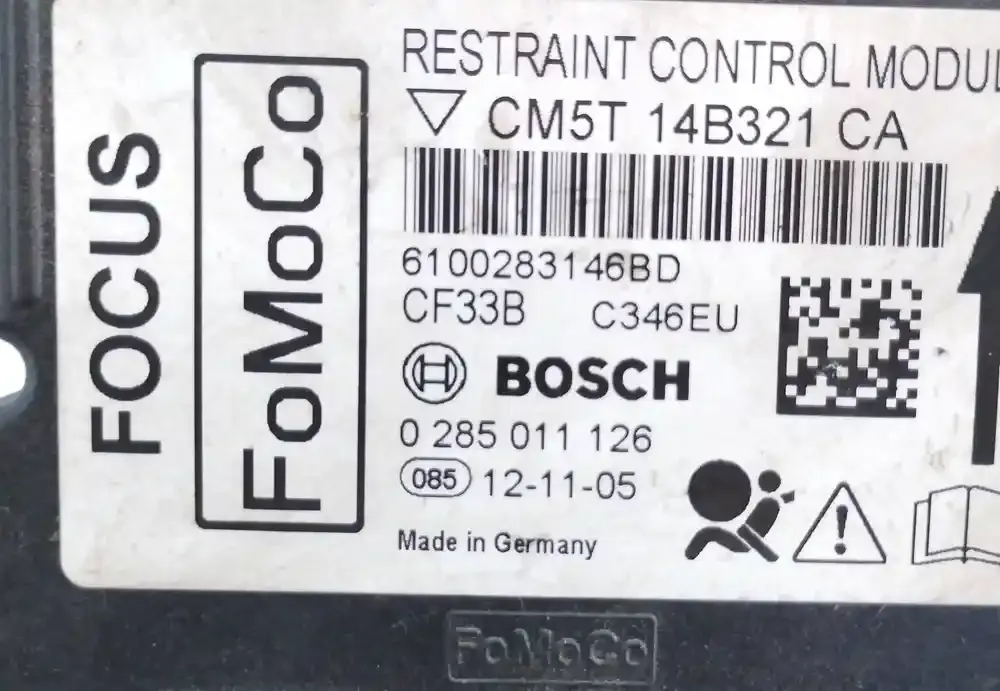 RESTRAINT CONTROL MODUL
CM5T 14B321 CA
6100283146BD
CF33B C346EU
BOSCH
0 285 011 126
085 12-11-05
Made in Germany
FOCUS
FoMoCo
FoMoCo